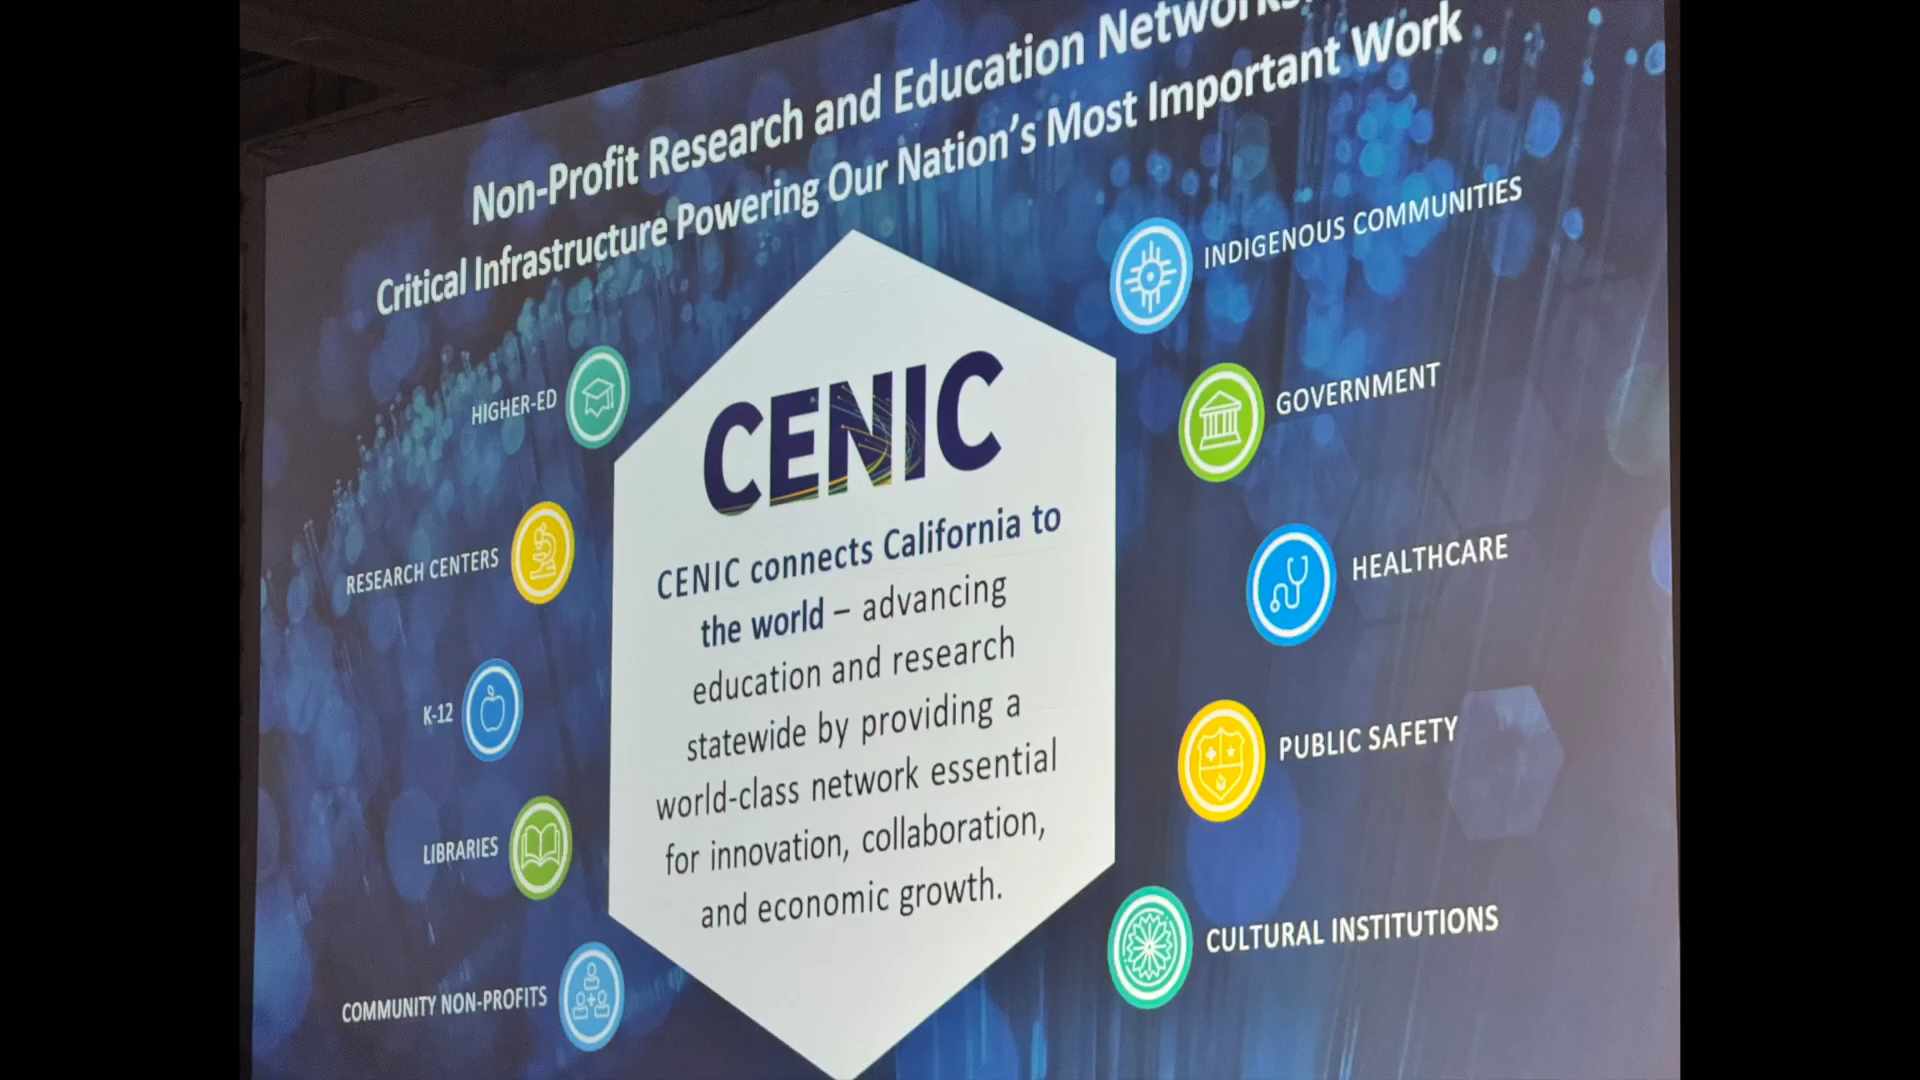 Non-Profit Research and Education Networks:
Critical Infrastructure Powering Our Nation's Most Important Work
HIGHER-ED
RESEARCH CENTERS
K-12
LIBRARIES
COMMUNITY NON-PROFITS
CENIC
CENIC connects California to
the world – advancing
education and research
statewide by providing a
world-class network essential
for innovation, collaboration,
and economic growth.
INDIGENOUS COMMUNITIES
GOVERNMENT
HEALTHCARE
PUBLIC SAFETY
CULTURAL INSTITUTIONS